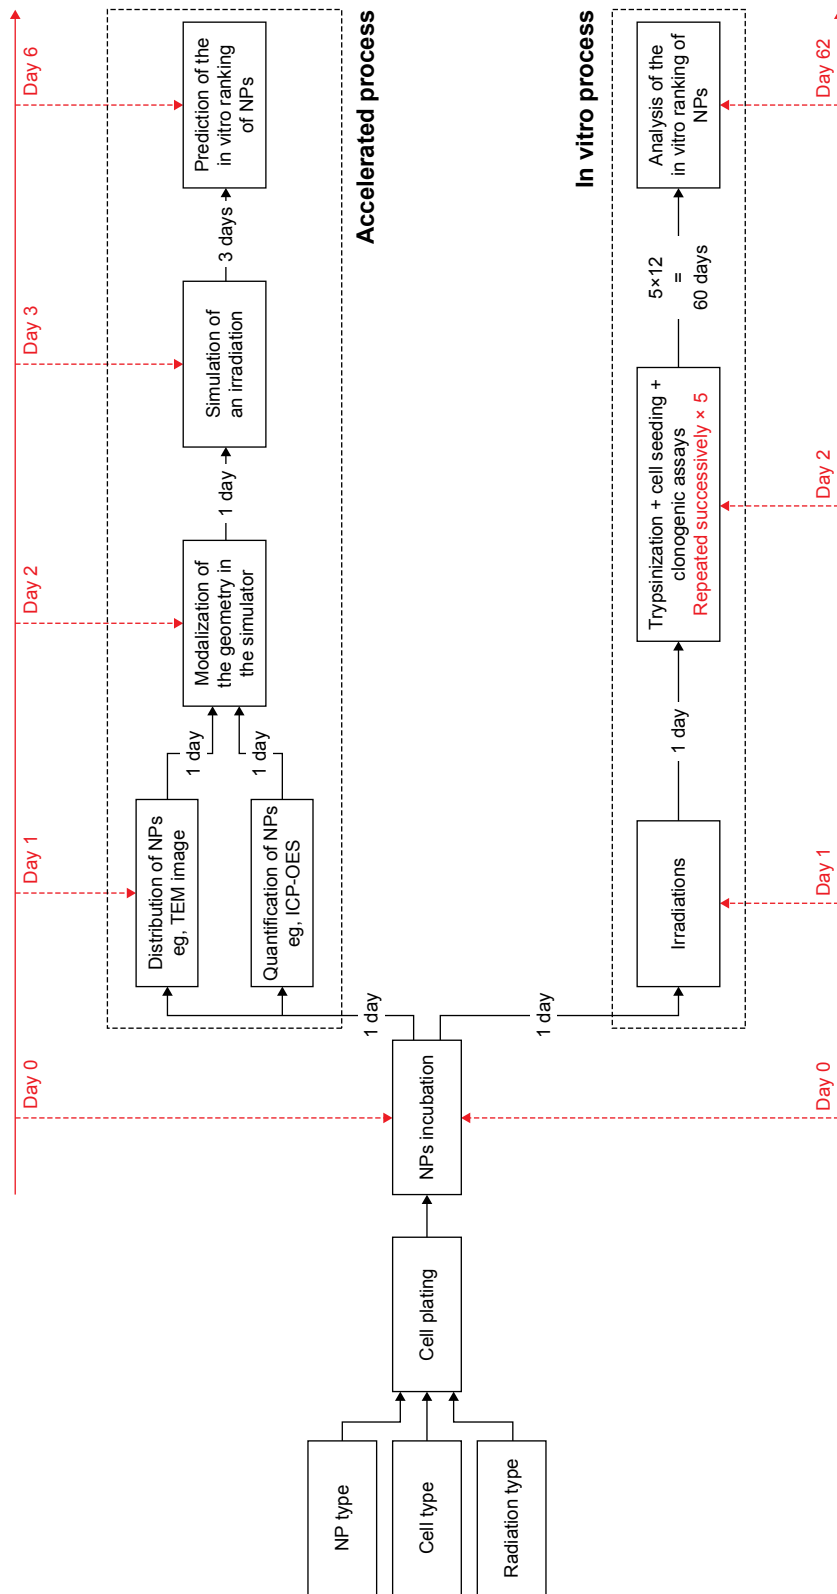 Day 0
Day 1
Day 2
Day 3
Day 6
NP type
Cell type
Radiation type
Cell plating
NPs incubation
1 day
Distribution of NPs
eg, TEM image
Quantification of NPs
eg, ICP-OES
1 day
1 day
Modalization of
the geometry in
the simulator
1 day
Simulation of
an irradiation
3 days
Prediction of the
in vitro ranking
of NPs
Accelerated process
In vitro process
1 day
Irradiations
1 day
Trypsinization + cell seeding +
clonogenic assays
Repeated successively × 5
5×12
=
60 days
Analysis of the
in vitro ranking of
NPs
Day 0
Day 1
Day 2
Day 62